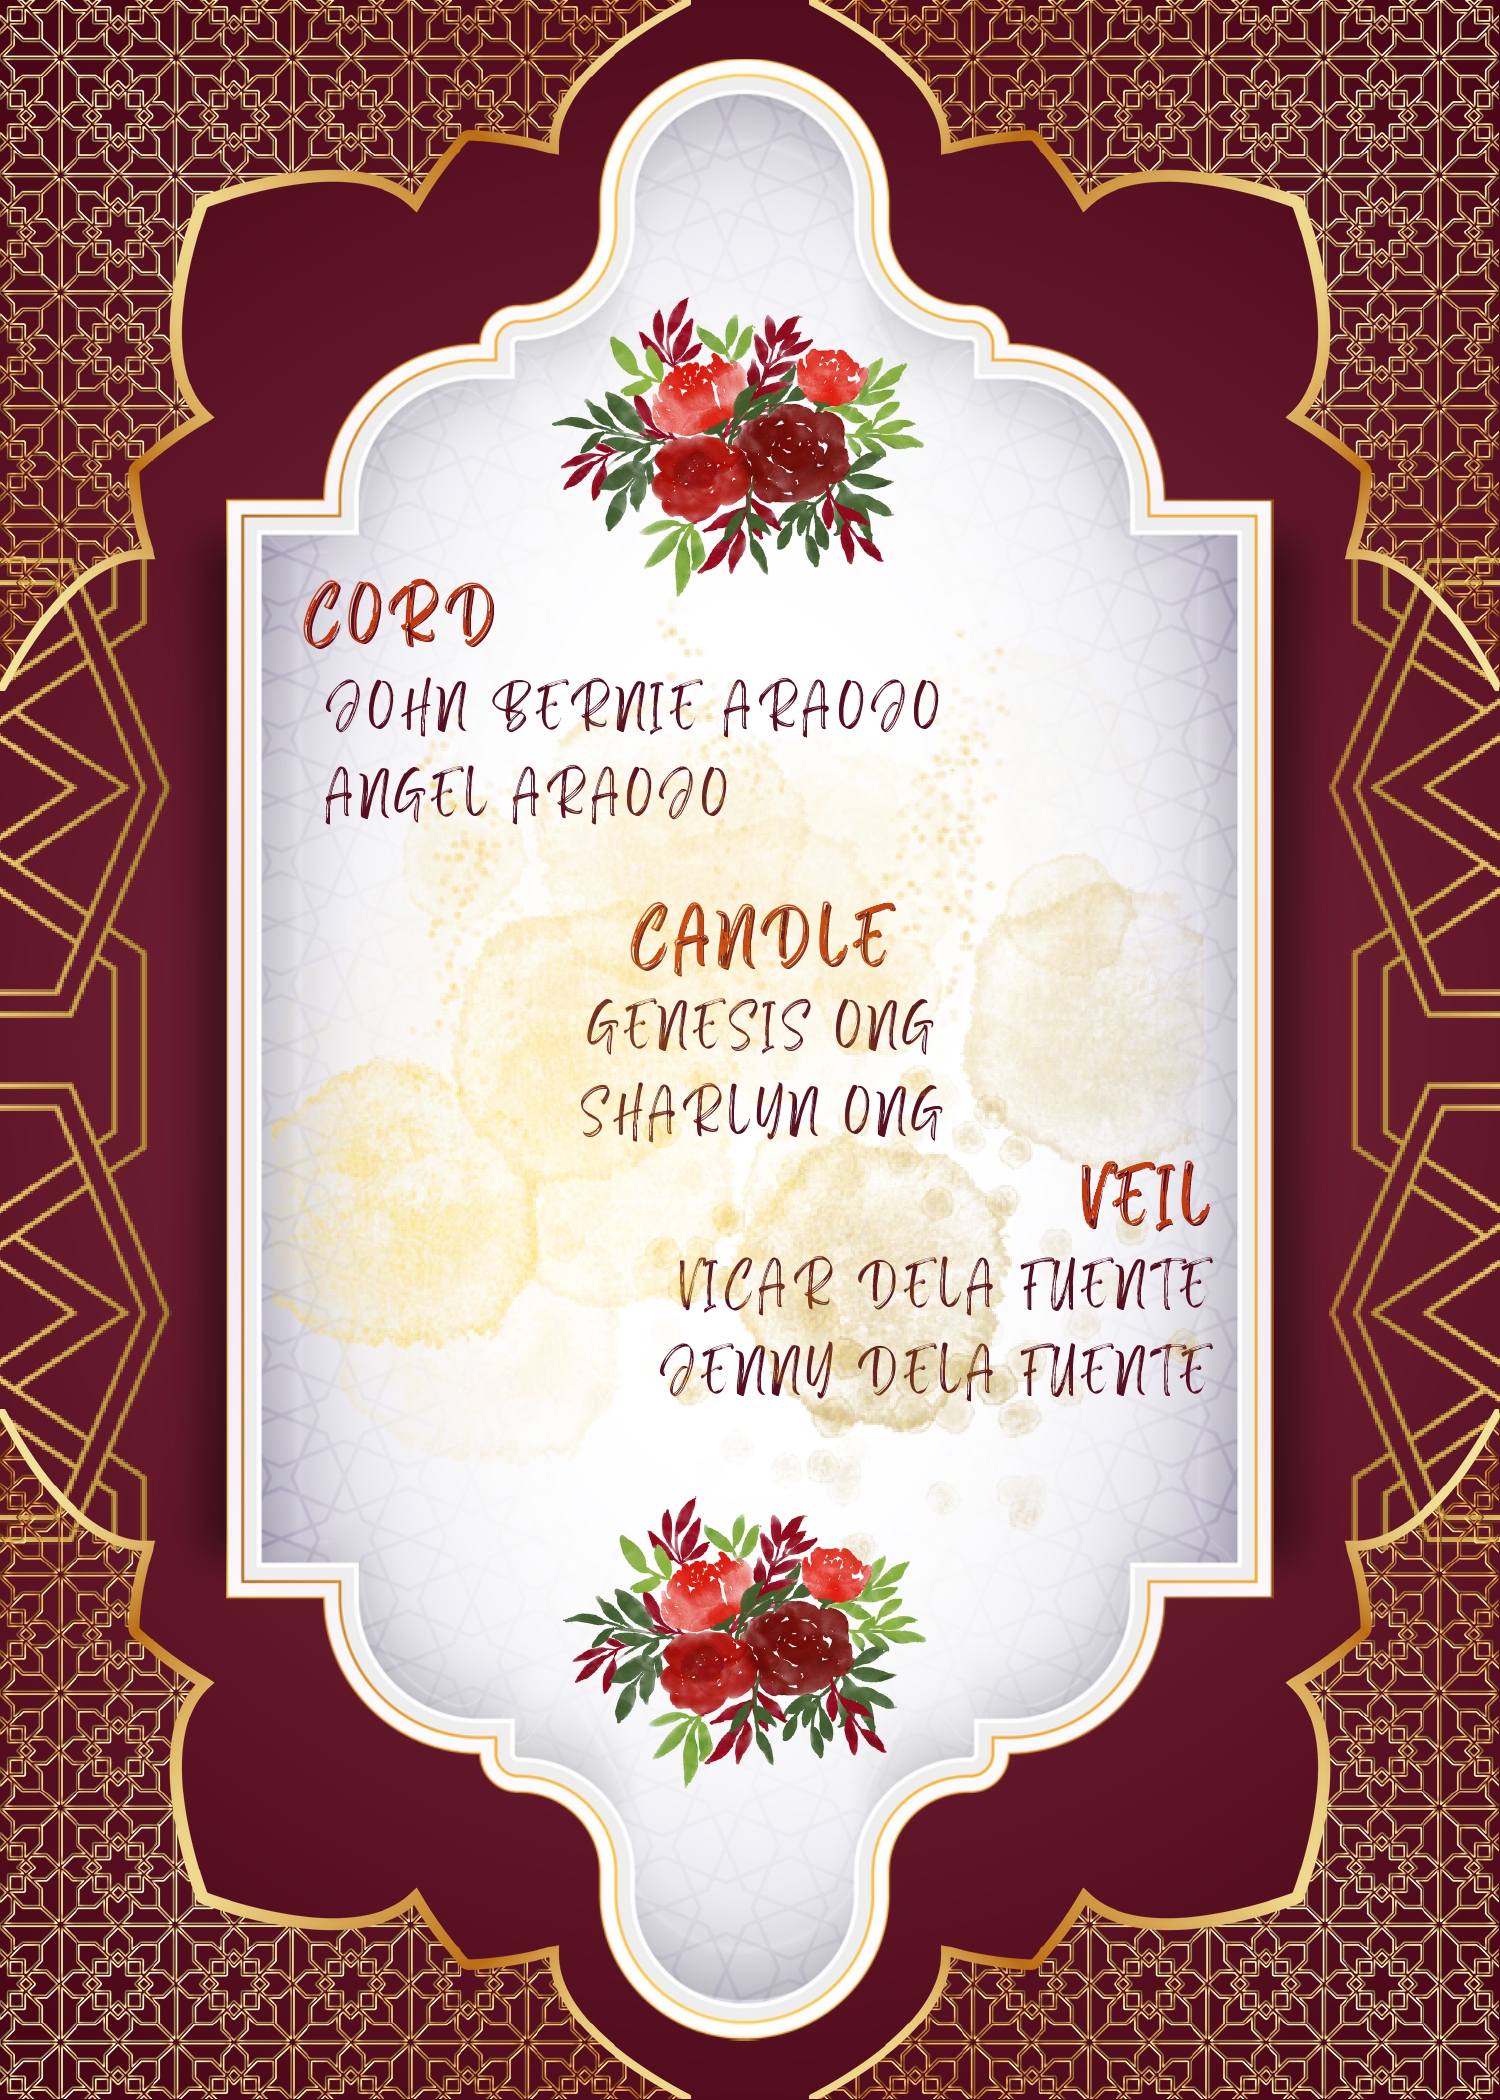 CORD
JOHN BERNIE ARAOJO
ANGEL ARAOJO
CANDLE
GENESIS ONG
SHARLYN ONG
VEIL
VICAR DELA FUENTE
JENNY DELA FUENTE